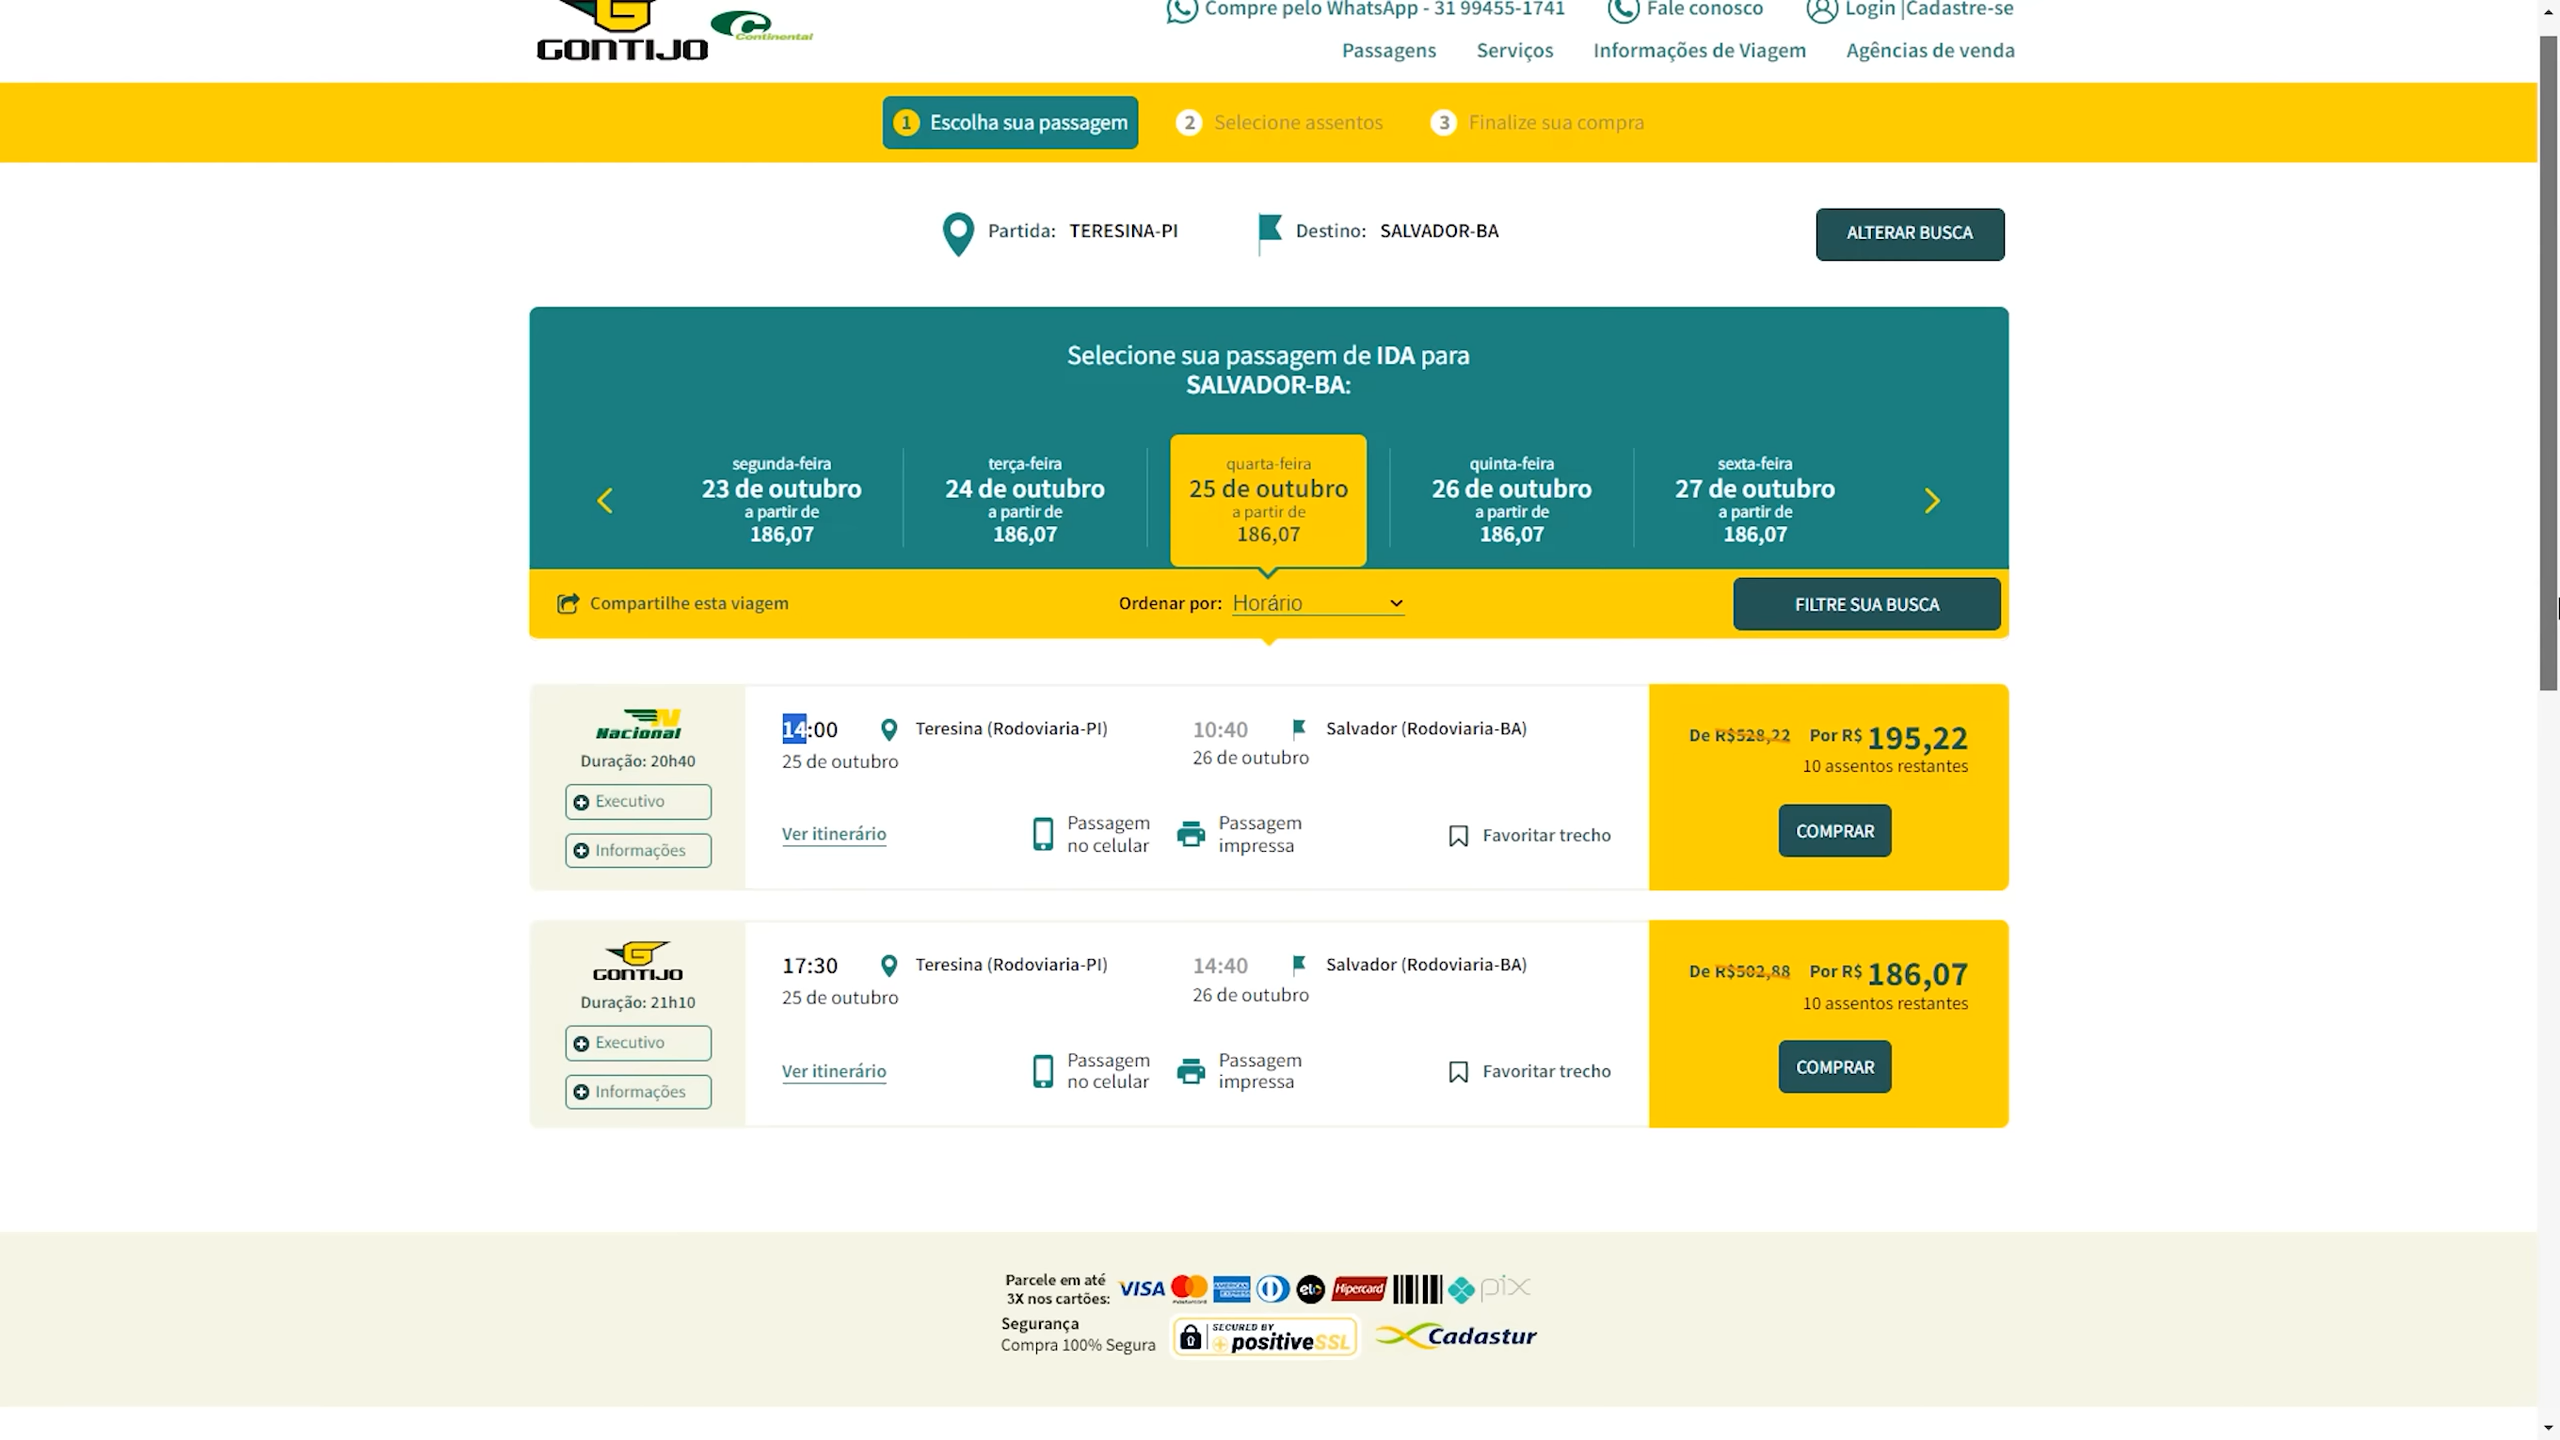 GONTIJO
Continental
Compre pelo WhatsApp - 31 99455-1741
Fale conosco
Login |Cadastre-se
Passagens
Serviços
Informações de Viagem
Agências de venda
1 Escolha sua passagem
2 Selecione assentos
3 Finalize sua compra
Partida: TERESINA-PI
Destino: SALVADOR-BA
ALTERAR BUSCA
Selecione sua passagem de IDA para
SALVADOR-BA:
segunda-feira
23 de outubro
a partir de
186,07
terça-feira
24 de outubro
a partir de
186,07
quarta-feira
25 de outubro
a partir de
186,07
quinta-feira
26 de outubro
a partir de
186,07
sexta-feira
27 de outubro
a partir de
186,07
Compartilhe esta viagem
Ordenar por: Horário
FILTRE SUA BUSCA
Nacional
Duração: 20h40
Executivo
Informações
14:00
25 de outubro
Teresina (Rodoviaria-PI)
10:40
26 de outubro
Salvador (Rodoviaria-BA)
Ver itinerário
Passagem
no celular
Passagem
impressa
Favoritar trecho
De R$528,22 Por R$ 195,22
10 assentos restantes
COMPRAR
GONTIJO
Duração: 21h10
Executivo
Informações
17:30
25 de outubro
Teresina (Rodoviaria-PI)
14:40
26 de outubro
Salvador (Rodoviaria-BA)
Ver itinerário
Passagem
no celular
Passagem
impressa
Favoritar trecho
De R$502,88 Por R$ 186,07
10 assentos restantes
COMPRAR
Parcele em até
3X nos cartões:
VISA
elo
Hipercard
pix
Segurança
Compra 100% Segura
SECURED BY
positiveSSL
Cadastur